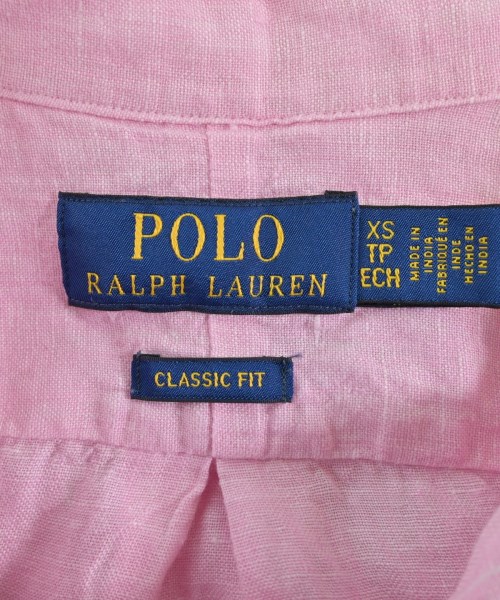 POLO
RALPH LAUREN
XS
TP
ECH
MADE IN
INDIA
FABRIQUÉ EN
INDE
HECHO EN
INDIA
CLASSIC FIT